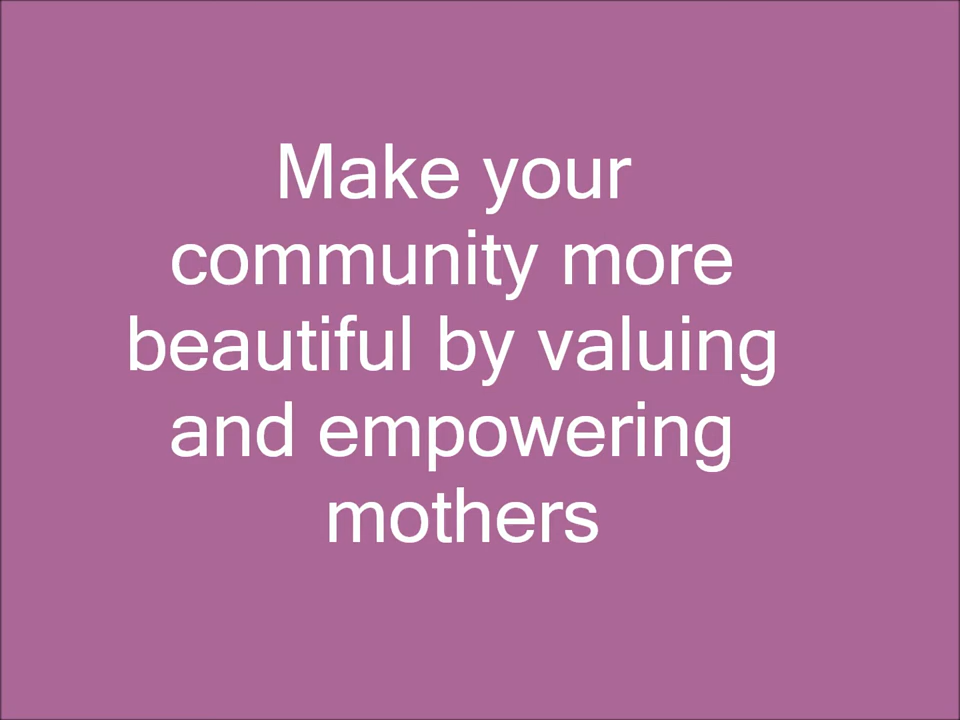 Make your
community more
beautiful by valuing
and empowering
mothers